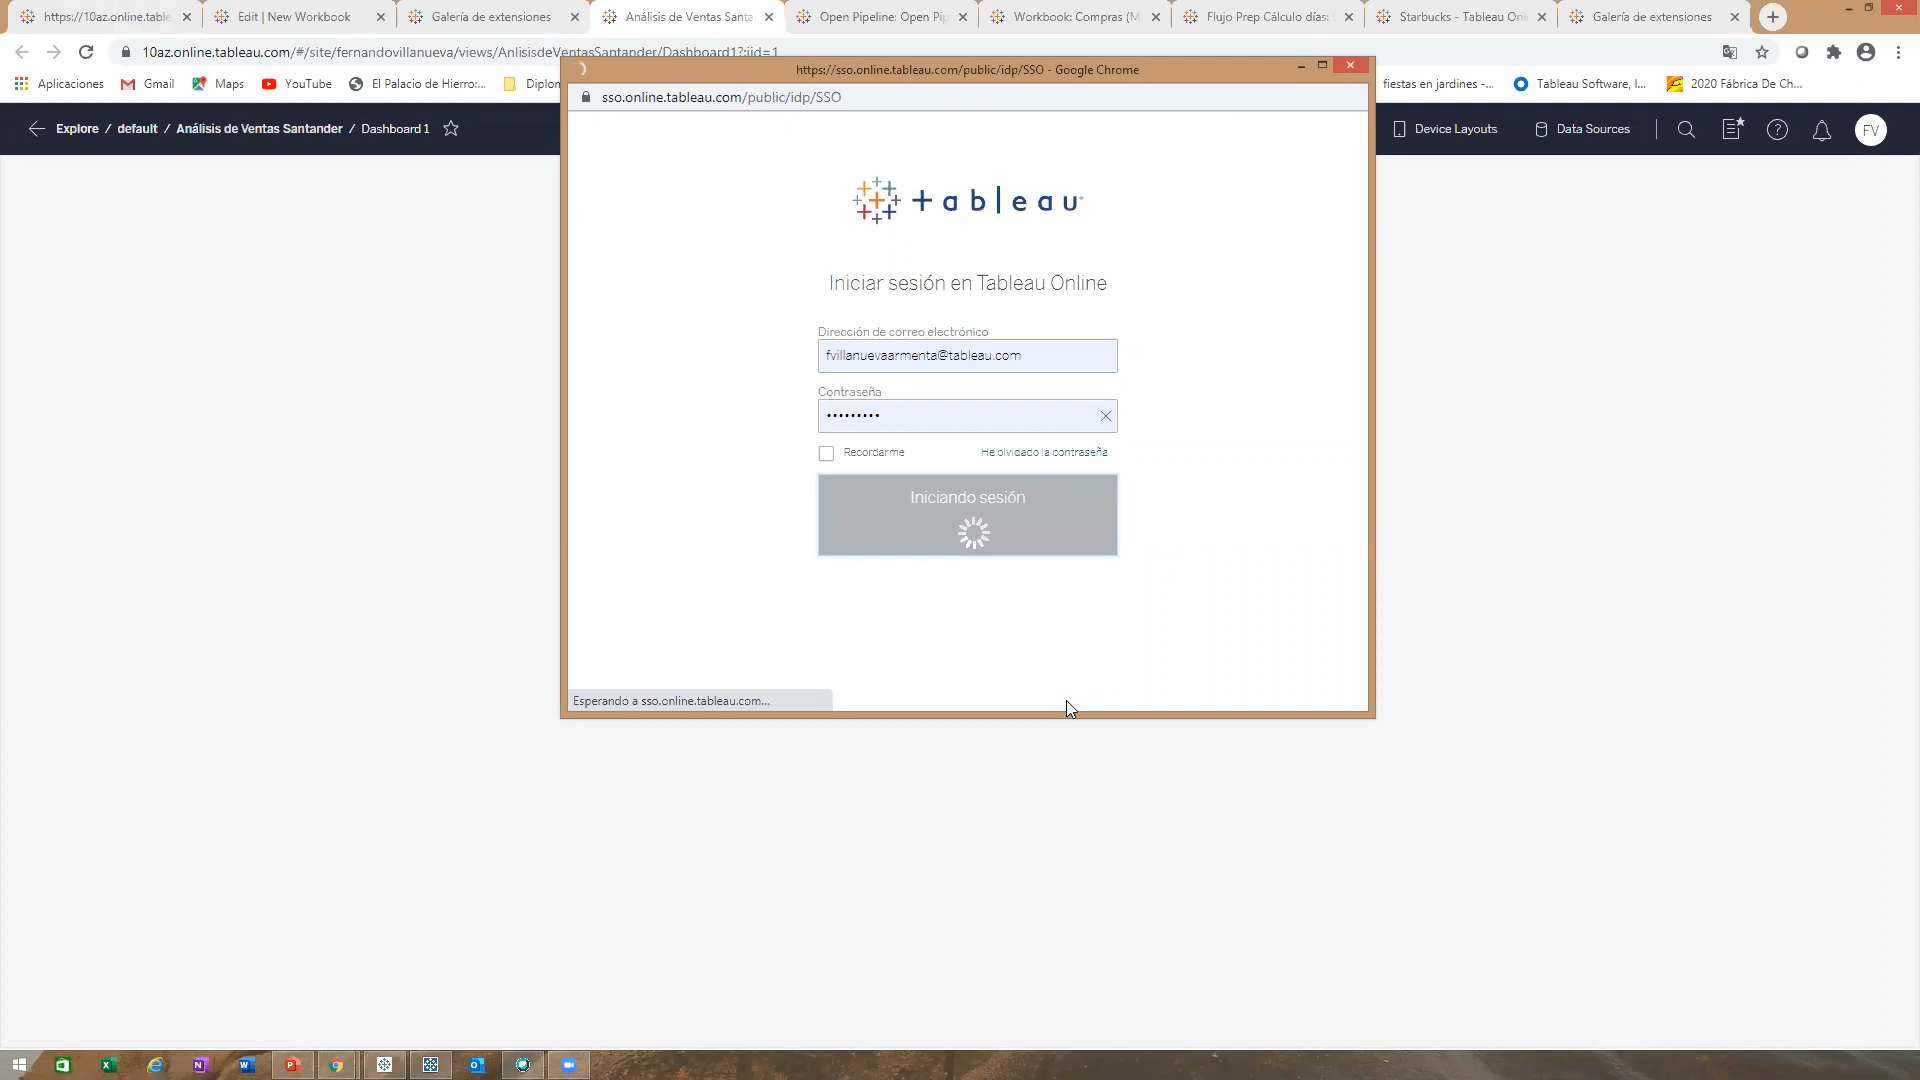 https://10az.online.table
Edit | New Workbook
Galería de extensiones
Análisis de Ventas Santa
Open Pipeline: Open Pi
Workbook: Compras (M
Flujo Prep Cálculo días:
Starbucks - Tableau Onl
Galería de extensiones
10az.online.tableau.com/#/site/fernandovillanueva/views/AnlisisdeVentasSantander/Dashboard1?:iid=1
Aplicaciones
Gmail
Maps
YouTube
El Palacio de Hierro:...
Diplon
fiestas en jardines -...
Tableau Software, I...
2020 Fábrica De Ch...
https://sso.online.tableau.com/public/idp/SSO - Google Chrome
sso.online.tableau.com/public/idp/SSO
Explore / default / Análisis de Ventas Santander / Dashboard 1
Device Layouts
Data Sources
FV
+ a b l e a u
Iniciar sesión en Tableau Online
Dirección de correo electrónico
fvillanuevaarmenta@tableau.com
Contraseña
•••••••••
Recordarme
He olvidado la contraseña
Iniciando sesión
Esperando a sso.online.tableau.com...